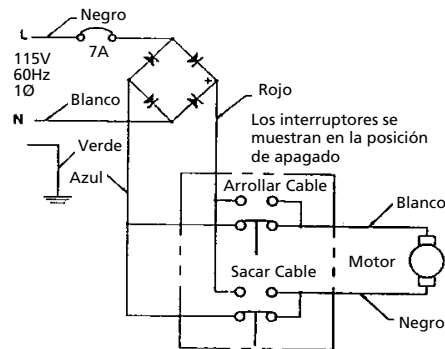 Negro
L
7A
115V
60Hz
1Ø
+
Rojo
Blanco
N
Los interruptores se
muestran en la posición
de apagado
Verde
Azul
Arrollar Cable
Blanco
Sacar Cable
Motor
Negro